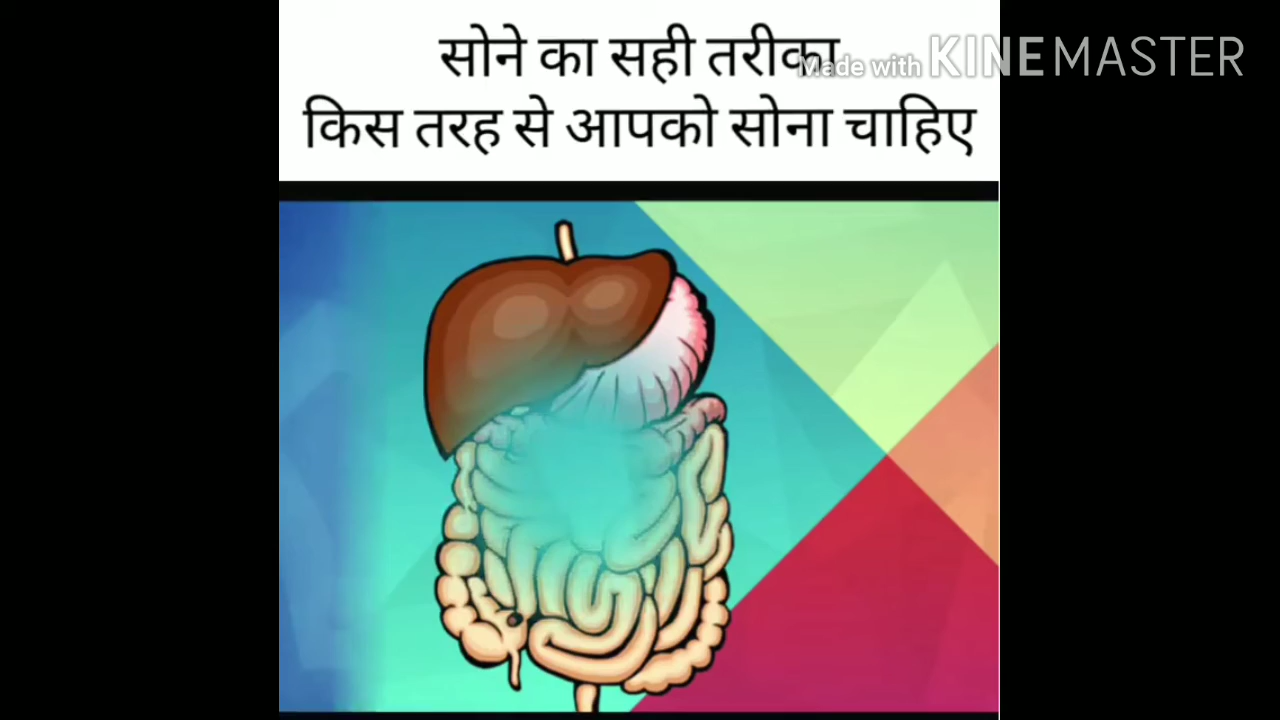 सोने का सही तरीका
Made with KINEMASTER
किस तरह से आपको सोना चाहिए